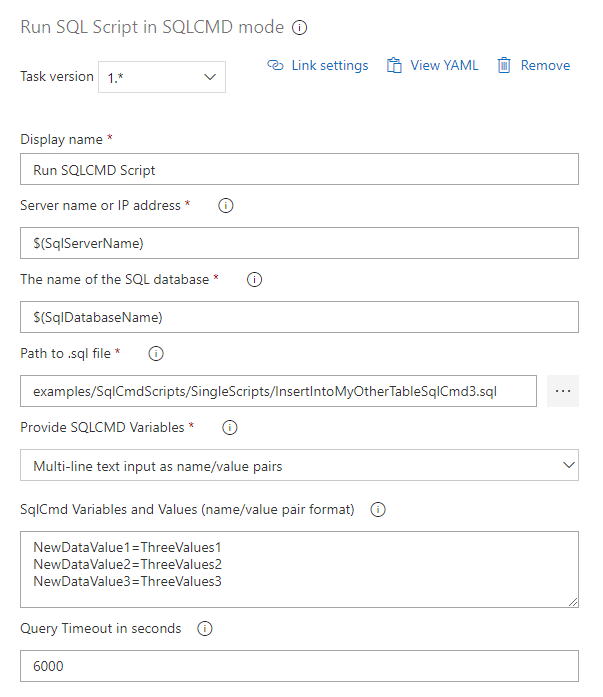 Run SQL Script in SQLCMD mode
Task version 1.* Link settings View YAML Remove
Display name *
Run SQLCMD Script
Server name or IP address *
$(SqlServerName)
The name of the SQL database *
$(SqlDatabaseName)
Path to .sql file *
examples/SqlCmdScripts/SingleScripts/InsertIntoMyOtherTableSqlCmd3.sql ...
Provide SQLCMD Variables *
Multi-line text input as name/value pairs
SqlCmd Variables and Values (name/value pair format)
NewDataValue1=ThreeValues1
NewDataValue2=ThreeValues2
NewDataValue3=ThreeValues3
Query Timeout in seconds
6000